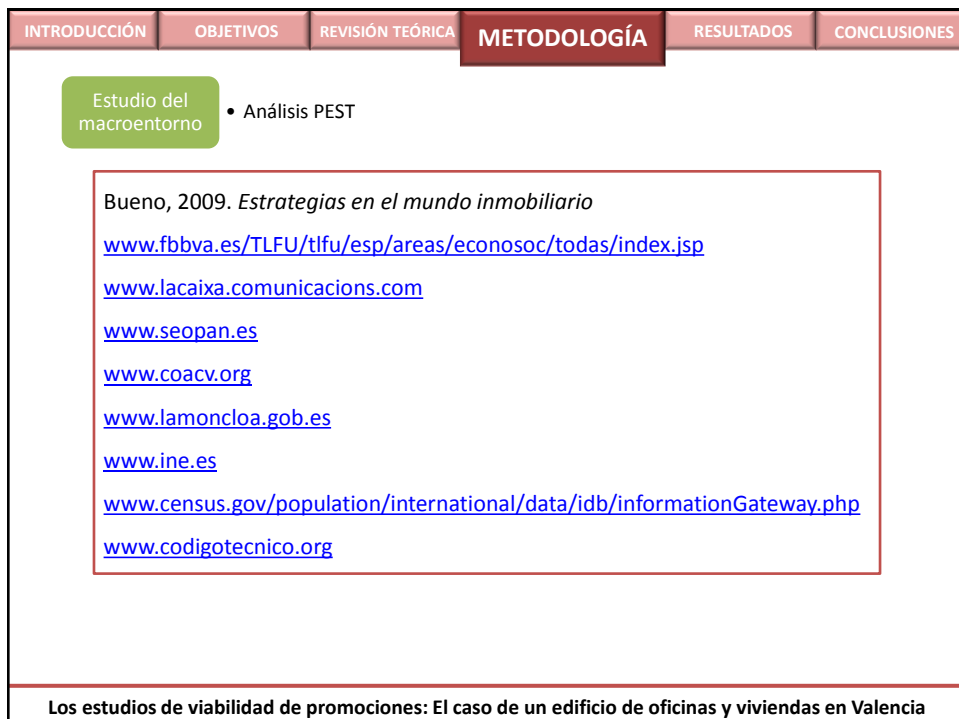 INTRODUCCIÓN OBJETIVOS REVISIÓN TEÓRICA METODOLOGÍA RESULTADOS CONCLUSIONES
Estudio del
macroentorno
• Análisis PEST
Bueno, 2009. Estrategias en el mundo inmobiliario
www.fbbva.es/TLFU/tlfu/esp/areas/econosoc/todas/index.jsp
www.lacaixa.comunicacions.com
www.seopan.es
www.coacv.org
www.lamoncloa.gob.es
www.ine.es
www.census.gov/population/international/data/idb/informationGateway.php
www.codigotecnico.org
Los estudios de viabilidad de promociones: El caso de un edificio de oficinas y viviendas en Valencia